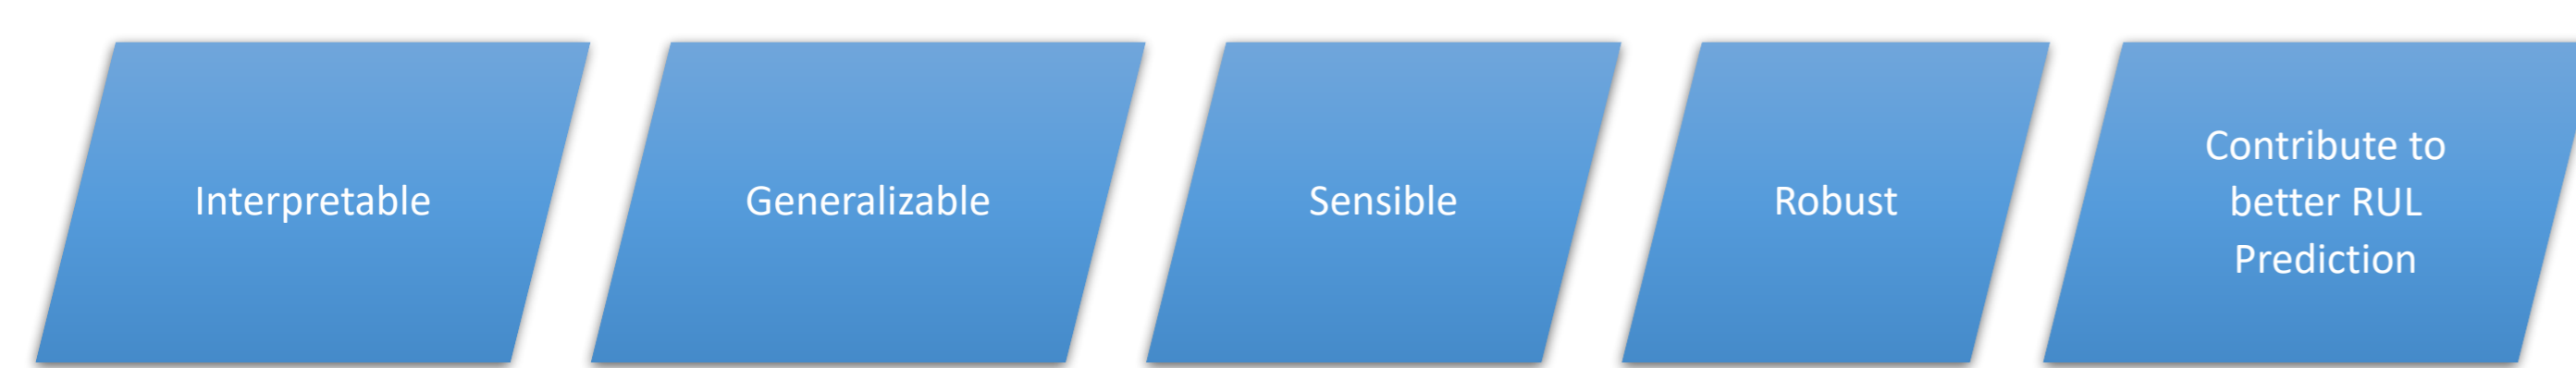 Interpretable
Generalizable
Sensible
Robust
Contribute to
better RUL
Prediction